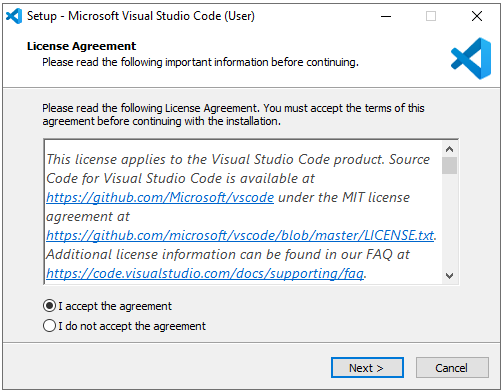 Setup - Microsoft Visual Studio Code (User)
License Agreement
Please read the following important information before continuing.
Please read the following License Agreement. You must accept the terms of this
agreement before continuing with the installation.
This license applies to the Visual Studio Code product. Source
Code for Visual Studio Code is available at
https://github.com/Microsoft/vscode under the MIT license
agreement at
https://github.com/microsoft/vscode/blob/master/LICENSE.txt.
Additional license information can be found in our FAQ at
https://code.visualstudio.com/docs/supporting/faq.
I accept the agreement
I do not accept the agreement
Next >
Cancel